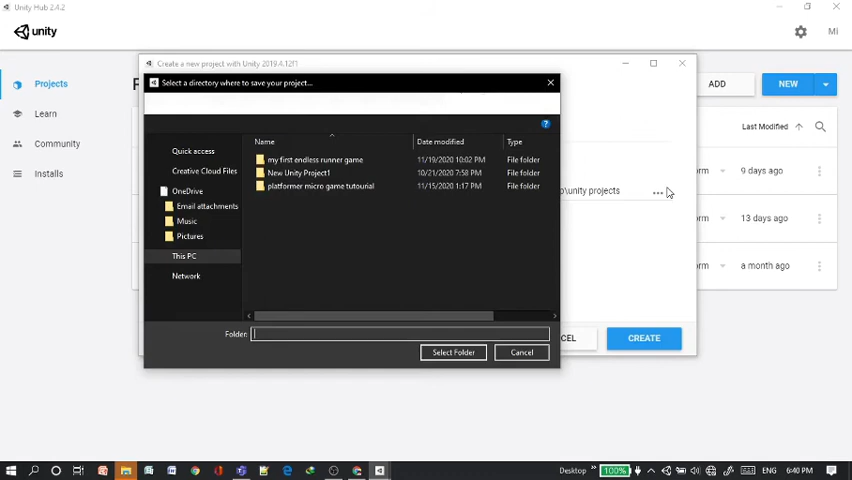 Unity Hub 2.4.2
unity
Mi
Projects
Learn
Community
Installs
P
ADD
NEW
Last Modified
Create a new project with Unity 2019.4.12f1
Select a directory where to save your project...
?
Quick access
Creative Cloud Files
OneDrive
Email attachments
Music
Pictures
This PC
Network
Name
Date modified
Type
my first endless runner game
11/19/2020 10:02 PM
File folder
New Unity Project1
10/21/2020 7:58 PM
File folder
platformer micro game tutourial
11/15/2020 1:17 PM
File folder
Folder:
Select Folder
Cancel
p\unity projects
...
CEL
CREATE
orm
9 days ago
13 days ago
orm
a month ago
Desktop
100%
ENG
6:40 PM